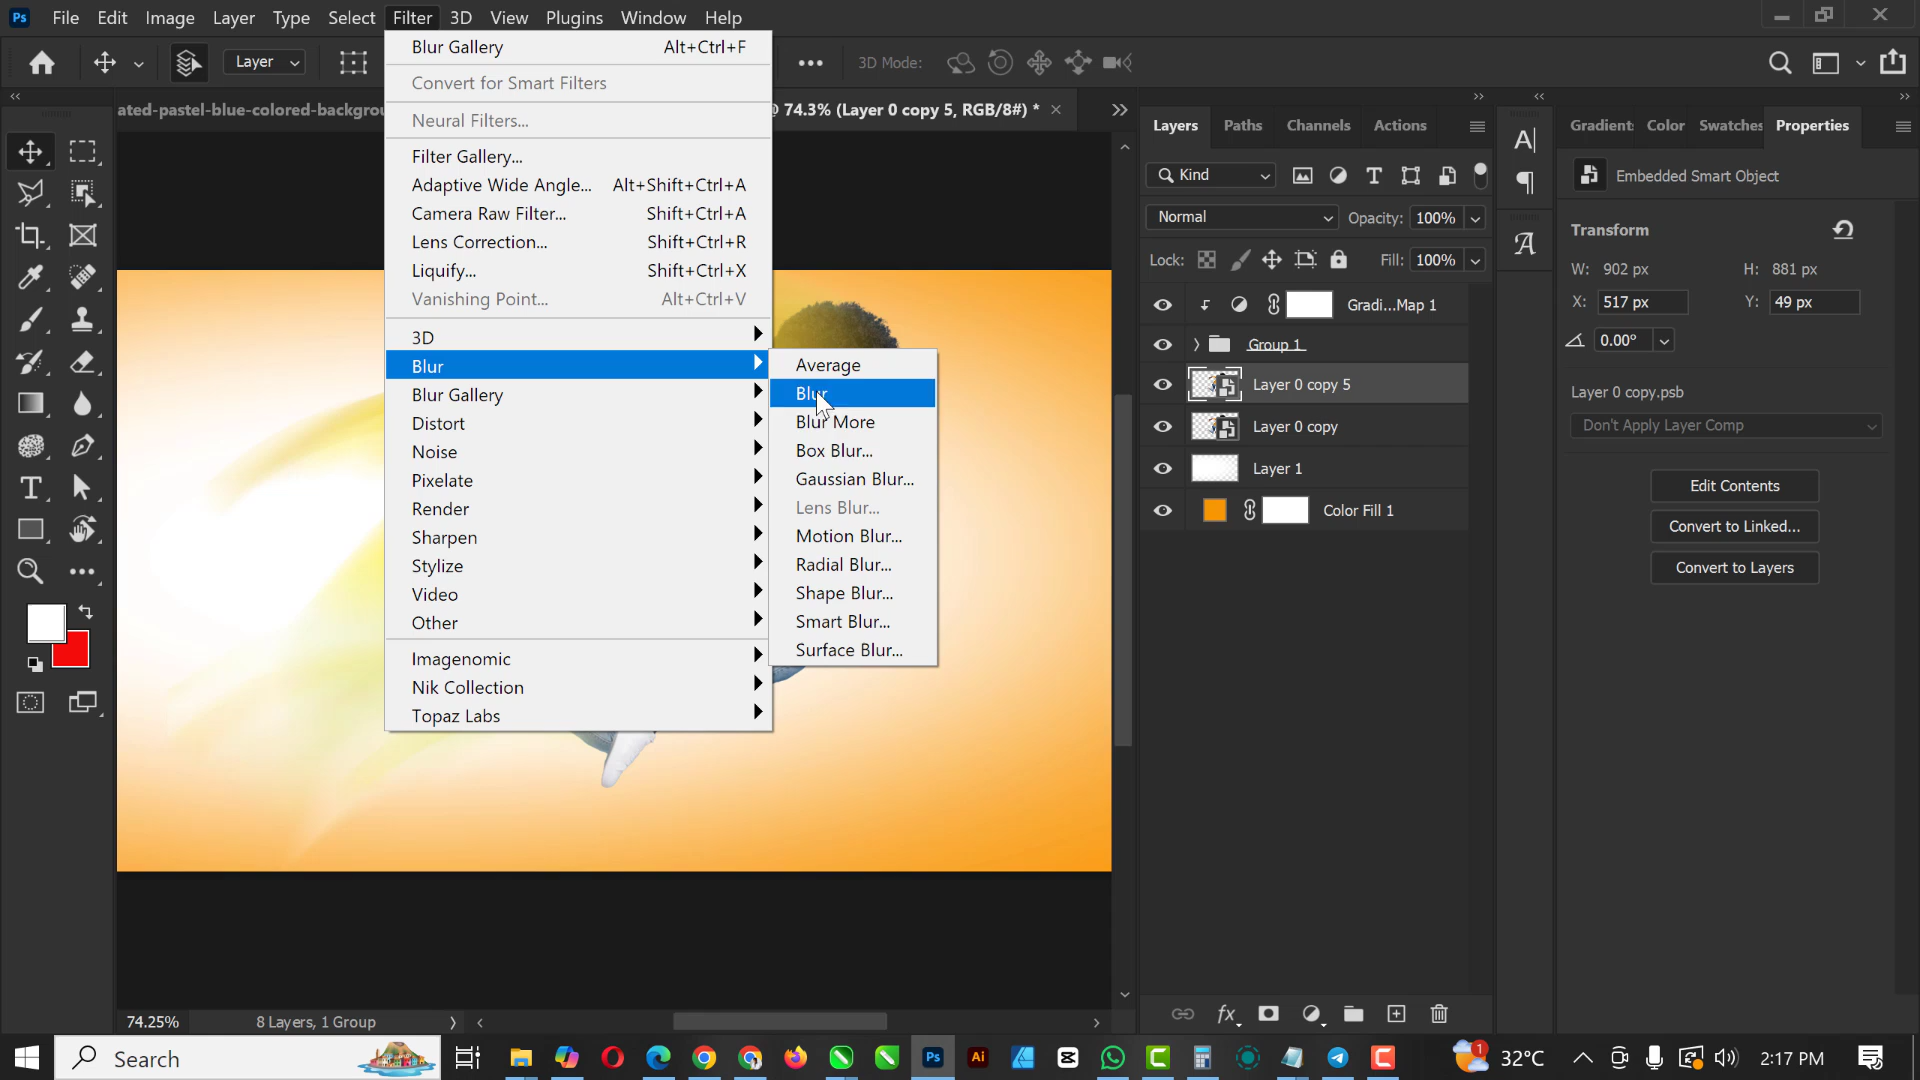 Ps File Edit Image Layer Type Select Filter 3D View Plugins Window Help
Layer
3D Mode:
Blur Gallery Alt+Ctrl+F
Convert for Smart Filters
Neural Filters...
Filter Gallery...
Adaptive Wide Angle... Alt+Shift+Ctrl+A
Camera Raw Filter... Shift+Ctrl+A
Lens Correction... Shift+Ctrl+R
Liquify... Shift+Ctrl+X
Vanishing Point... Alt+Ctrl+V
3D
Blur
Blur Gallery
Distort
Noise
Pixelate
Render
Sharpen
Stylize
Video
Other
Imagenomic
Nik Collection
Topaz Labs
Average
Blur
Blur More
Box Blur...
Gaussian Blur...
Lens Blur...
Motion Blur...
Radial Blur...
Shape Blur...
Smart Blur...
Surface Blur...
ated-pastel-blue-colored-backgrou
@ 74.3% (Layer 0 copy 5, RGB/8#) *
Layers Paths Channels Actions
Kind
Normal Opacity: 100%
Lock: Fill: 100%
Gradi...Map 1
Group 1
Layer 0 copy 5
Layer 0 copy
Layer 1
Color Fill 1
Gradient Color Swatches Properties
Embedded Smart Object
Transform
W: 902 px H: 881 px
X: 517 px Y: 49 px
0.00°
Layer 0 copy.psb
Don't Apply Layer Comp
Edit Contents
Convert to Linked...
Convert to Layers
74.25% 8 Layers, 1 Group
Search
Ps
Ai
1
32°C
2:17 PM